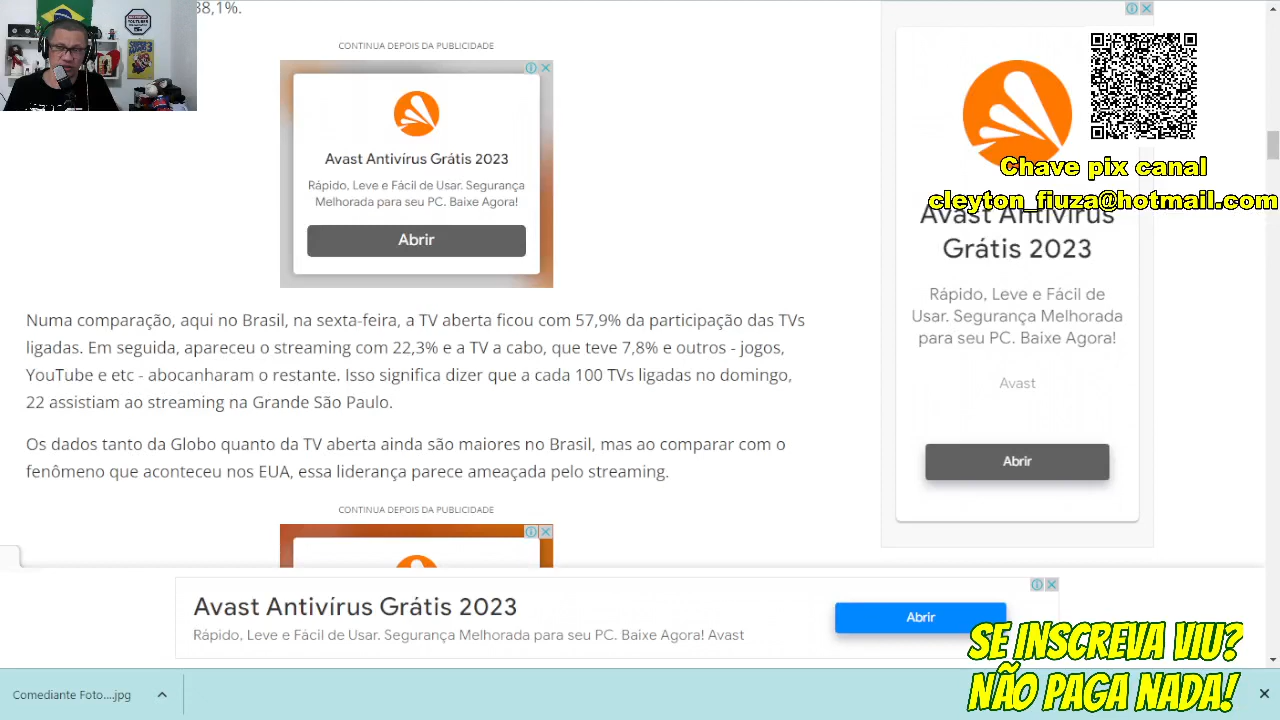 38,1%.
CONTINUA DEPOIS DA PUBLICIDADE
Avast Antivírus Grátis 2023
Rápido, Leve e Fácil de Usar. Segurança
Melhorada para seu PC. Baixe Agora!
Abrir
Numa comparação, aqui no Brasil, na sexta-feira, a TV aberta ficou com 57,9% da participação das TVs
ligadas. Em seguida, apareceu o streaming com 22,3% e a TV a cabo, que teve 7,8% e outros - jogos,
YouTube e etc - abocanharam o restante. Isso significa dizer que a cada 100 TVs ligadas no domingo,
22 assistiam ao streaming na Grande São Paulo.
Os dados tanto da Globo quanto da TV aberta ainda são maiores no Brasil, mas ao comparar com o
fenômeno que aconteceu nos EUA, essa liderança parece ameaçada pelo streaming.
CONTINUA DEPOIS DA PUBLICIDADE
Chave pix canal
cleyton_fiuza@hotmail.com
Avast Antivírus
Grátis 2023
Rápido, Leve e Fácil de
Usar. Segurança Melhorada
para seu PC. Baixe Agora!
Avast
Abrir
Avast Antivírus Grátis 2023
Rápido, Leve e Fácil de Usar. Segurança Melhorada para seu PC. Baixe Agora! Avast
Abrir
SE INSCREVA VIU?
NÃO PAGA NADA!
Comediante Foto....jpg